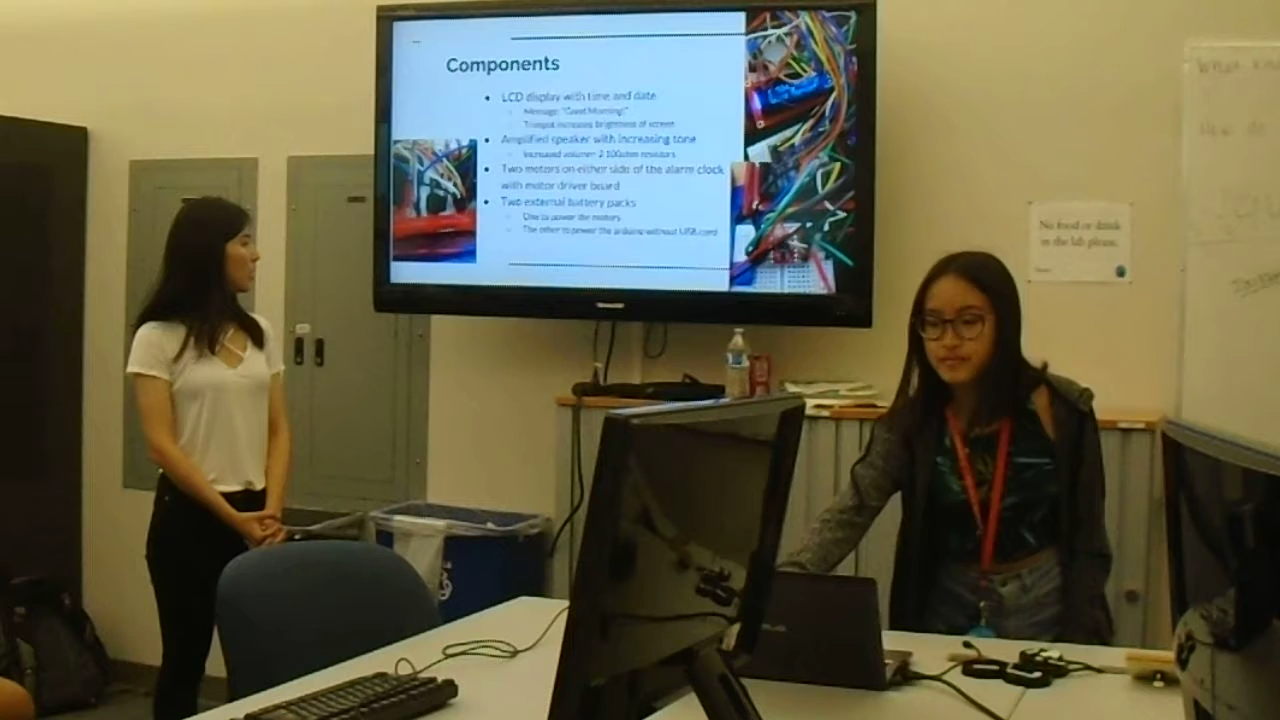 Components
LCD display with time and date
Message: "Good Morning!"
Trimpot increases brightness of screen
Amplified speaker with increasing tone
Increased volume: 2 100ohm resistors
Two motors on either side of the alarm clock
with motor driver board
Two external battery packs
One to power the motors
The other to power the arduino without USB cord
No food or drink
in the lab please.
When
How do